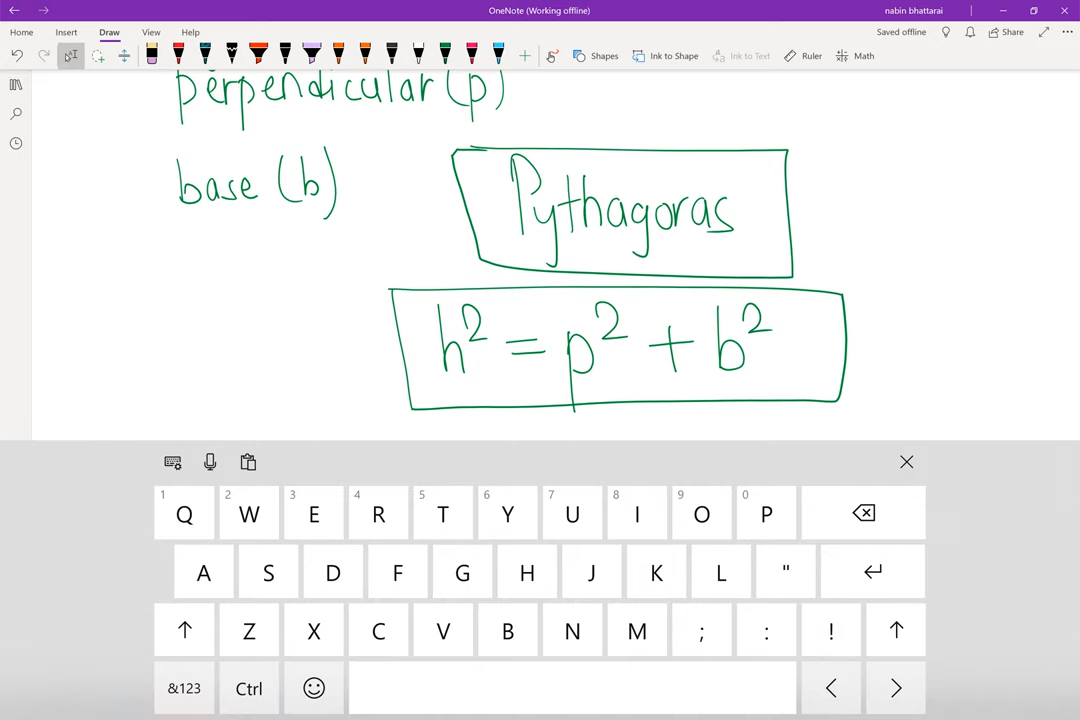 OneNote (Working offline)
nabin bhattarai
Home Insert Draw View Help
Saved offline
Share
Shapes
Ink to Shape
Ink to Text
Ruler
Math
perpendicular (p)
base (b)
Pythagoras
h² = p² + b²
1 2 3 4 5 6 7 8 9 0
Q W E R T Y U I O P
A S D F G H J K L "
Z X C V B N M ; : !
&123 Ctrl